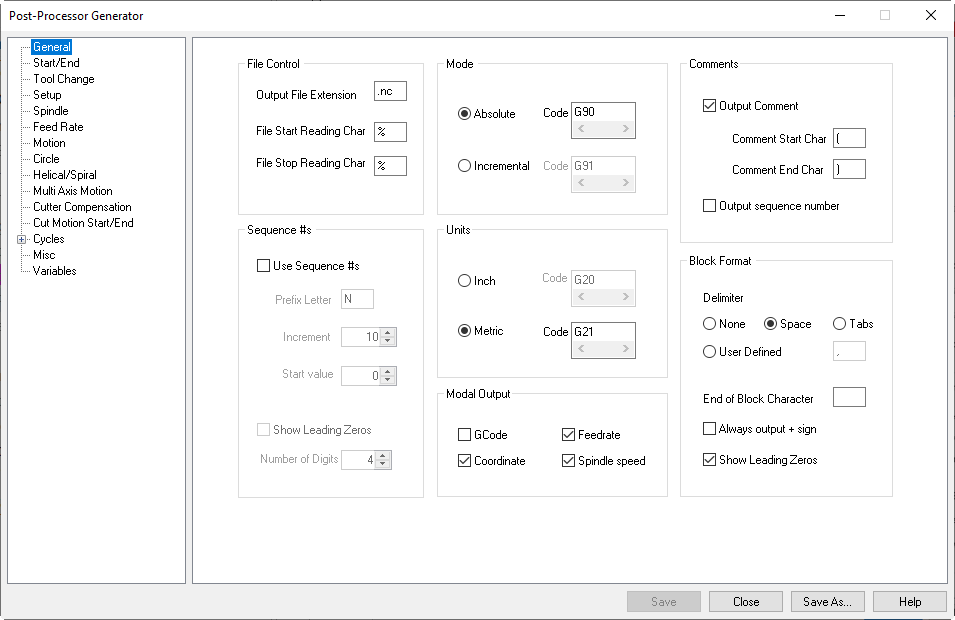 Post-Processor Generator
General
Start/End
Tool Change
Setup
Spindle
Feed Rate
Motion
Circle
Helical/Spiral
Multi Axis Motion
Cutter Compensation
Cut Motion Start/End
Cycles
Misc
Variables
File Control
Output File Extension .nc
File Start Reading Char %
File Stop Reading Char %
Sequence #s
Use Sequence #s
Prefix Letter N
Increment 10
Start value 0
Show Leading Zeros
Number of Digits 4
Mode
Absolute Code G90
Incremental Code G91
Units
Inch Code G20
Metric Code G21
Modal Output
GCode Feedrate
Coordinate Spindle speed
Comments
Output Comment
Comment Start Char (
Comment End Char )
Output sequence number
Block Format
Delimiter
None Space Tabs
User Defined ,
End of Block Character
Always output + sign
Show Leading Zeros
Save Close Save As... Help